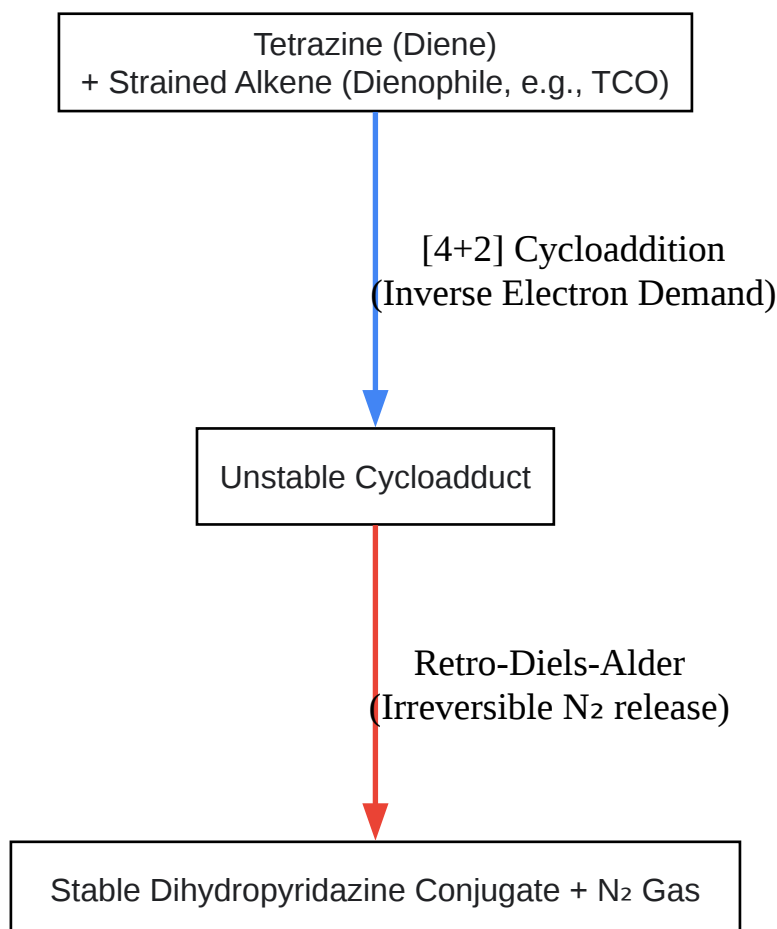 Tetrazine (Diene)
+ Strained Alkene (Dienophile, e.g., TCO)
[4+2] Cycloaddition
(Inverse Electron Demand)
Unstable Cycloadduct
Retro-Diels-Alder
(Irreversible N₂ release)
Stable Dihydropyridazine Conjugate + N₂ Gas